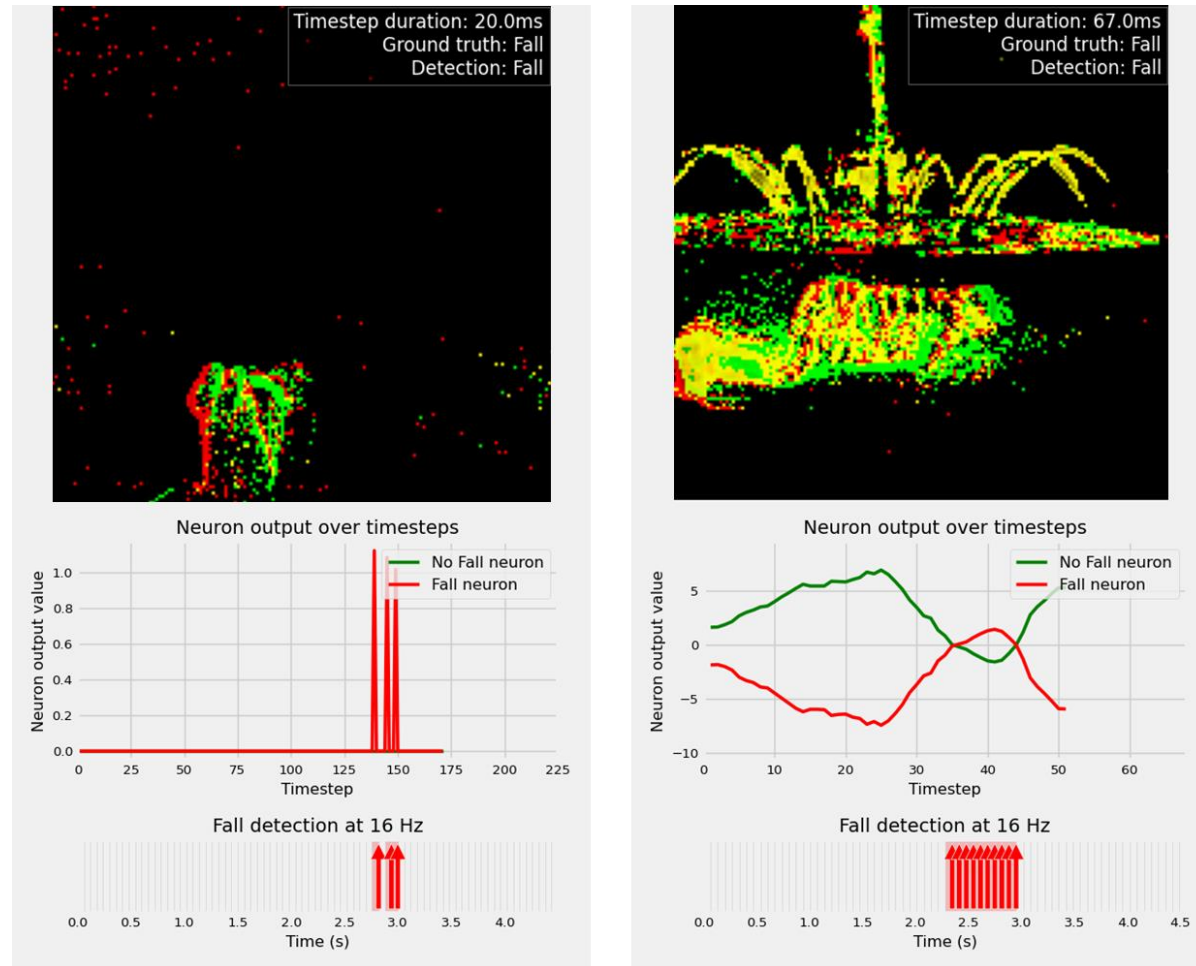 Timestep duration: 20.0ms
Ground truth: Fall
Detection: Fall
Neuron output over timesteps
No Fall neuron
Fall neuron
Neuron output value
1.0
0.8
0.6
0.4
0.2
0.0
0 25 50 75 100 125 150 175 200 225
Timestep
Fall detection at 16 Hz
0.0 0.5 1.0 1.5 2.0 2.5 3.0 3.5 4.0
Time (s)
Timestep duration: 67.0ms
Ground truth: Fall
Detection: Fall
Neuron output over timesteps
No Fall neuron
Fall neuron
Neuron output value
5
0
−5
−10
0 10 20 30 40 50 60
Timestep
Fall detection at 16 Hz
0.0 0.5 1.0 1.5 2.0 2.5 3.0 3.5 4.0 4.5
Time (s)